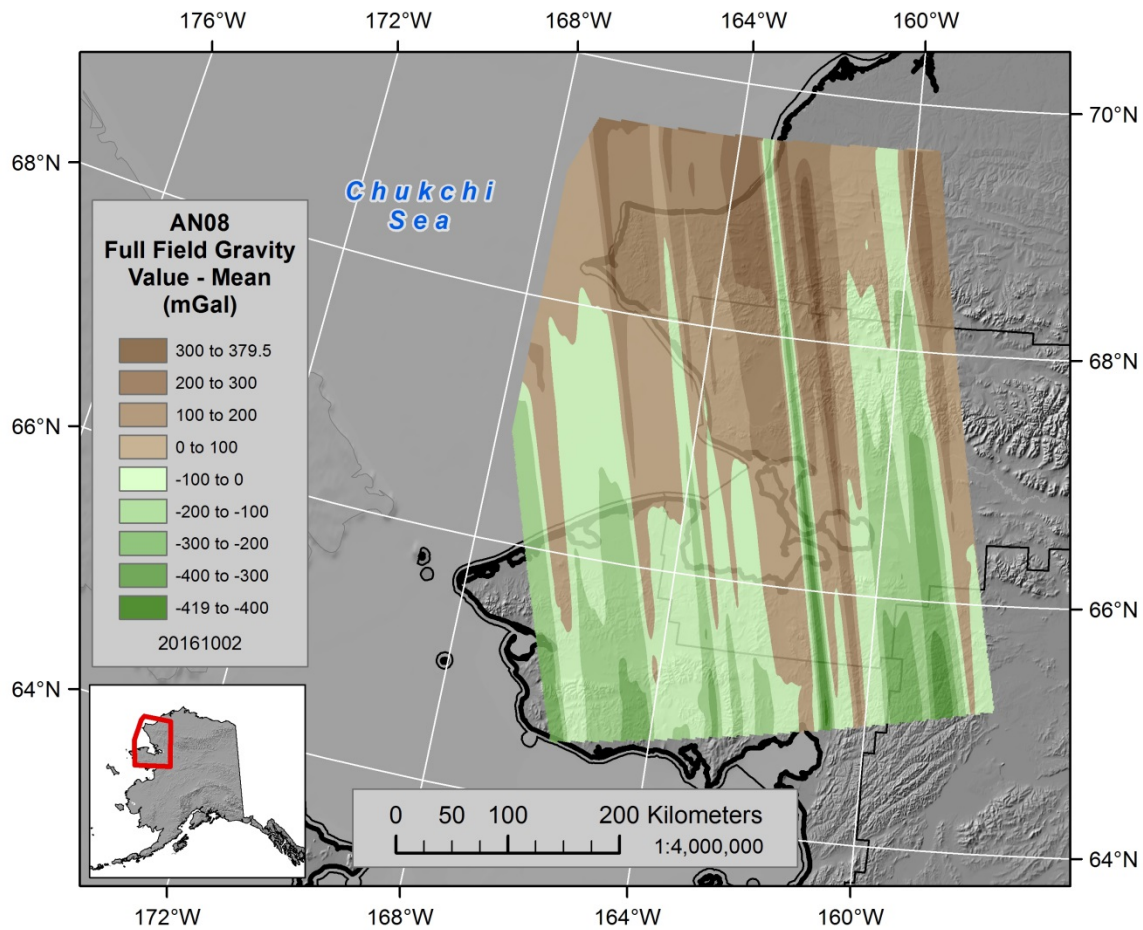 176°W 172°W 168°W 164°W 160°W
70°N
68°N
Chukchi
Sea
AN08
Full Field Gravity
Value - Mean
(mGal)
300 to 379.5
200 to 300
100 to 200
0 to 100
-100 to 0
-200 to -100
-300 to -200
-400 to -300
-419 to -400
20161002
68°N
66°N
66°N
64°N
64°N
0 50 100 200 Kilometers
1:4,000,000
172°W 168°W 164°W 160°W